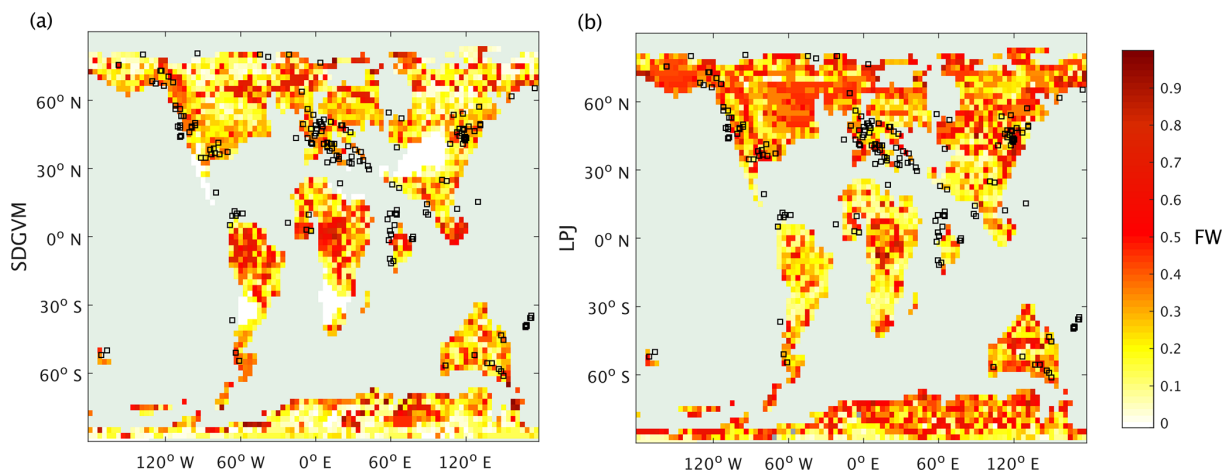 (a)
(b)
SDGVM
60° N
30° N
0° N
30° S
60° S
120° W
60° W
0° E
60° E
120° E
LPJ
60° N
30° N
0° N
30° S
60° S
120° W
60° W
0° E
60° E
120° E
0.9
0.8
0.7
0.6
0.5
0.4
0.3
0.2
0.1
0
FW